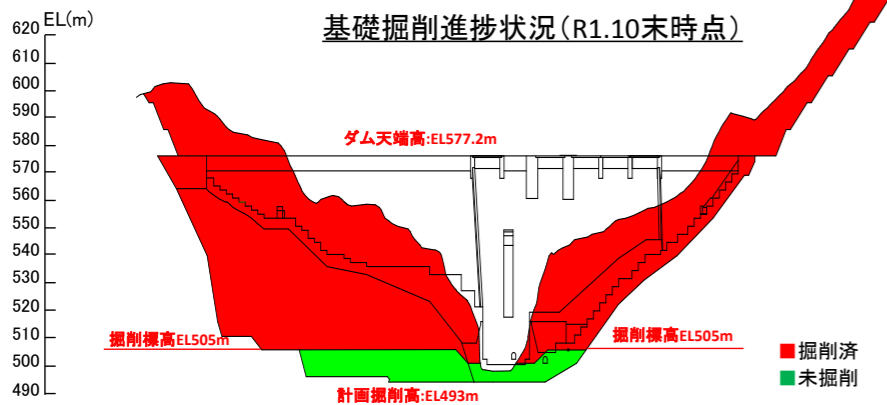 基礎掘削進捗状況(R1.10末時点)
EL(m)
620
610
600
590
580
570
560
550
540
530
520
510
500
490
ダム天端高:EL577.2m
掘削標高EL505m
掘削標高EL505m
計画掘削高:EL493m
掘削済
未掘削